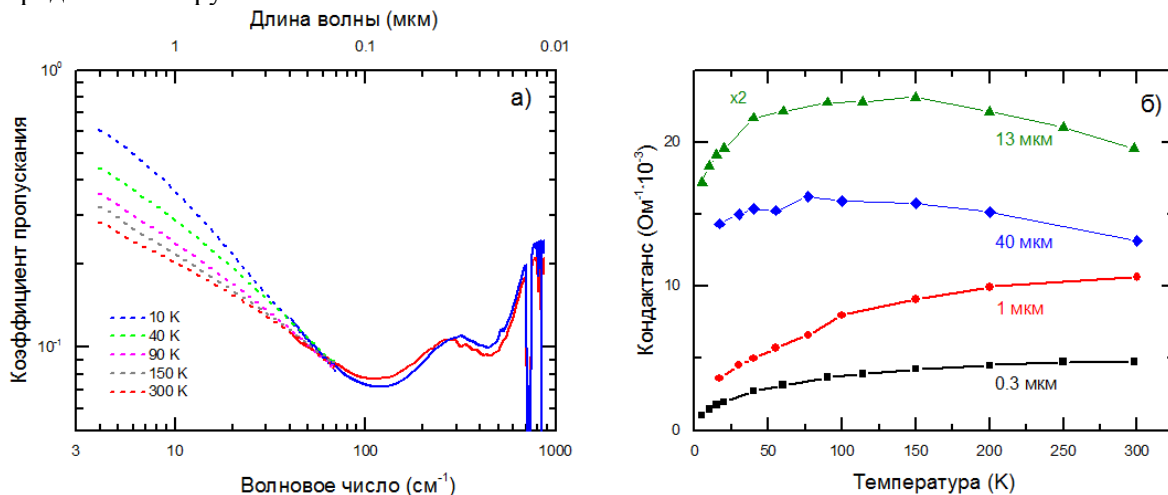 Длина волны (мкм)
1 0.1 0.01
10⁰
а)
Коэффициент пропускания
10 K
40 K
90 K
150 K
300 K
10⁻¹
3 10 100 1000
Волновое число (см⁻¹)
б)
x2
20
13 мкм
Кондактанс (Ом⁻¹·10⁻³)
40 мкм
10
1 мкм
0.3 мкм
0
0 50 100 150 200 250 300
Температура (K)